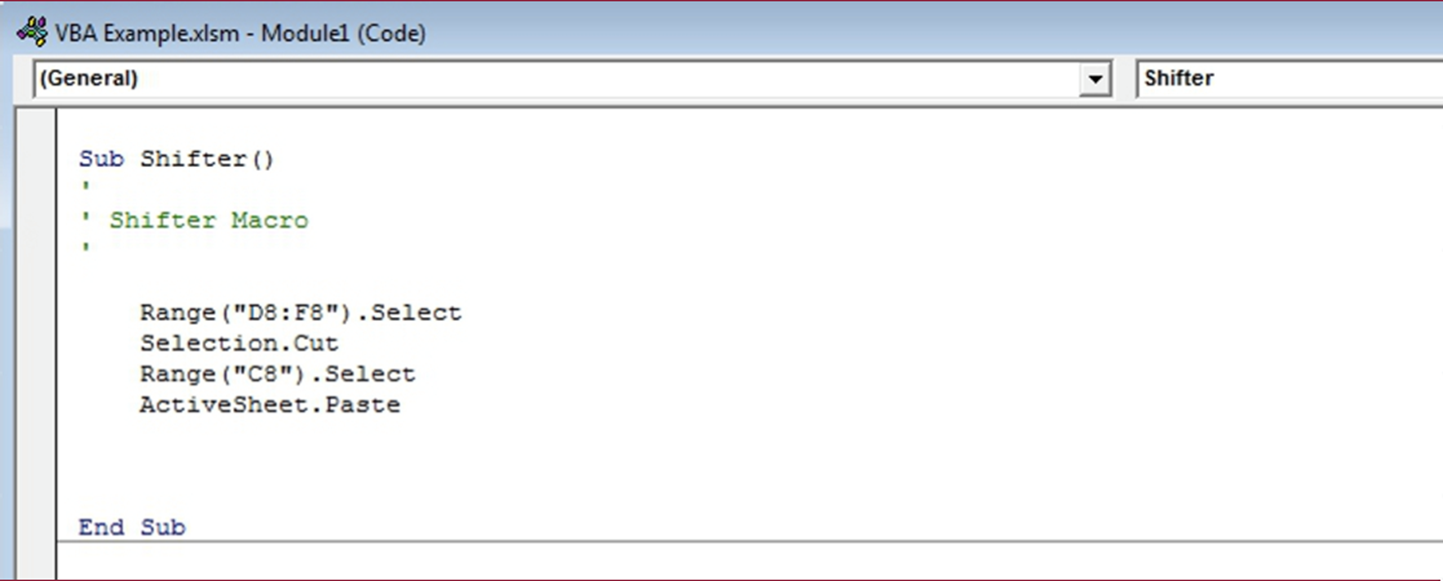 VBA Example.xlsm - Module1 (Code)
(General)
Shifter
Sub Shifter()
'
' Shifter Macro
'
Range("D8:F8").Select
Selection.Cut
Range("C8").Select
ActiveSheet.Paste
End Sub